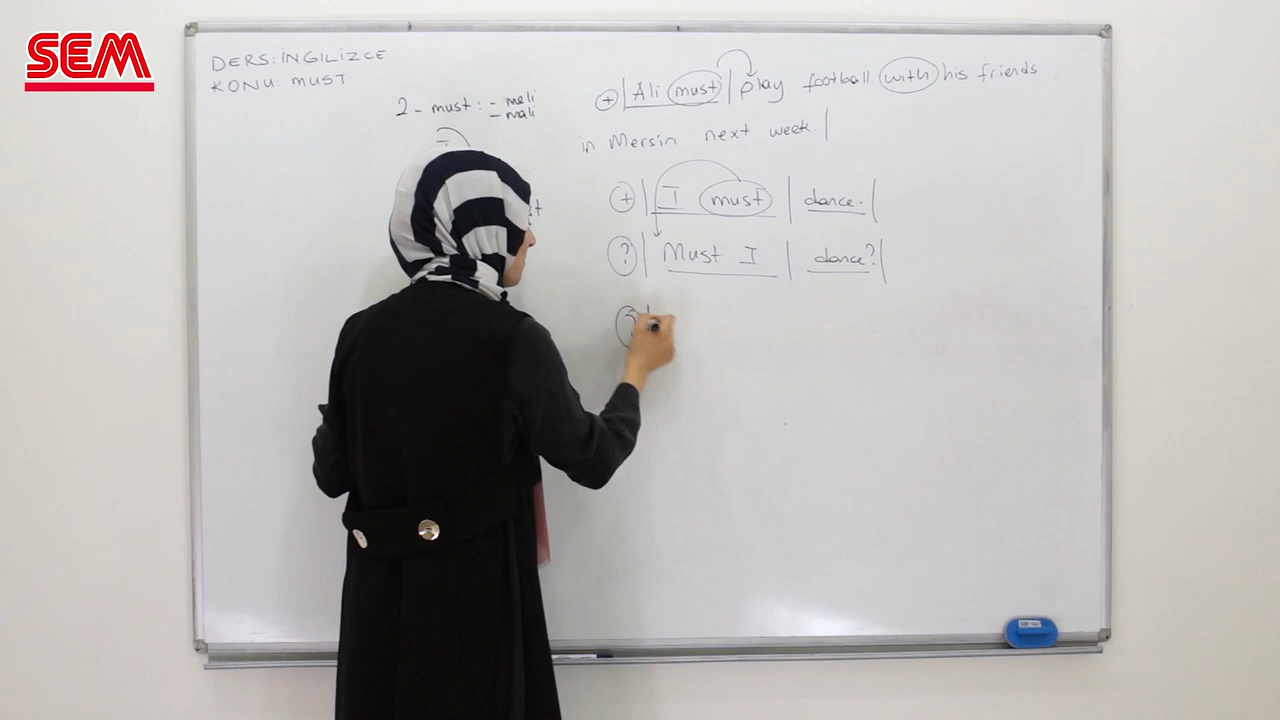 SEM
DERS: İNGİLİZCE
KONU: MUST
2- must: - meli
- malı
(+) | Ali must | play football with his friends
in Mersin next week. |
(+) | I must | dance. |
(?) | Must I | dance? |